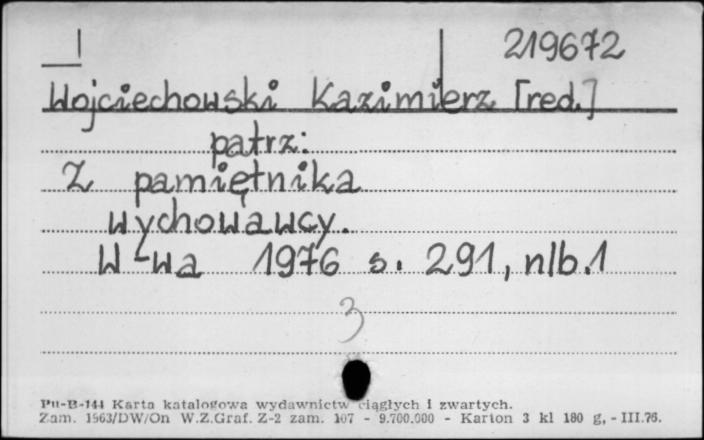 219672
Wojciechowski Kazimierz [red.]
patrz:
Z pamiętnika
wychowawcy.
W-wa 1976 s. 291, nlb.1
3
Pu-B-144 Karta katalogowa wydawnictw ciągłych i zwartych.
Zam. 1563/DW/On W.Z.Graf. Z-2 zam. 107 - 9.700.000 - Karton 3 kl 180 g, - III.76.